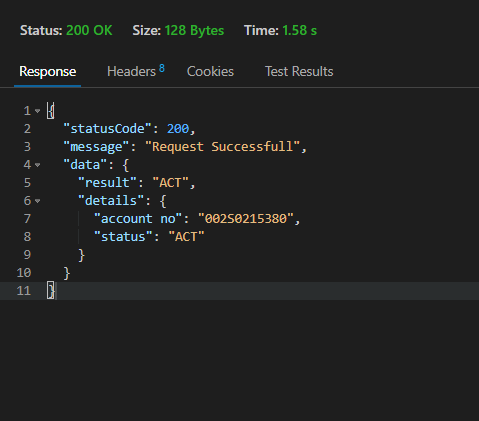 Status: 200 OK Size: 128 Bytes Time: 1.58 s
Response Headers 8 Cookies Test Results
1 {
2 "statusCode": 200,
3 "message": "Request Successfull",
4 "data": {
5 "result": "ACT",
6 "details": {
7 "account no": "002S0215380",
8 "status": "ACT"
9 }
10 }
11 }